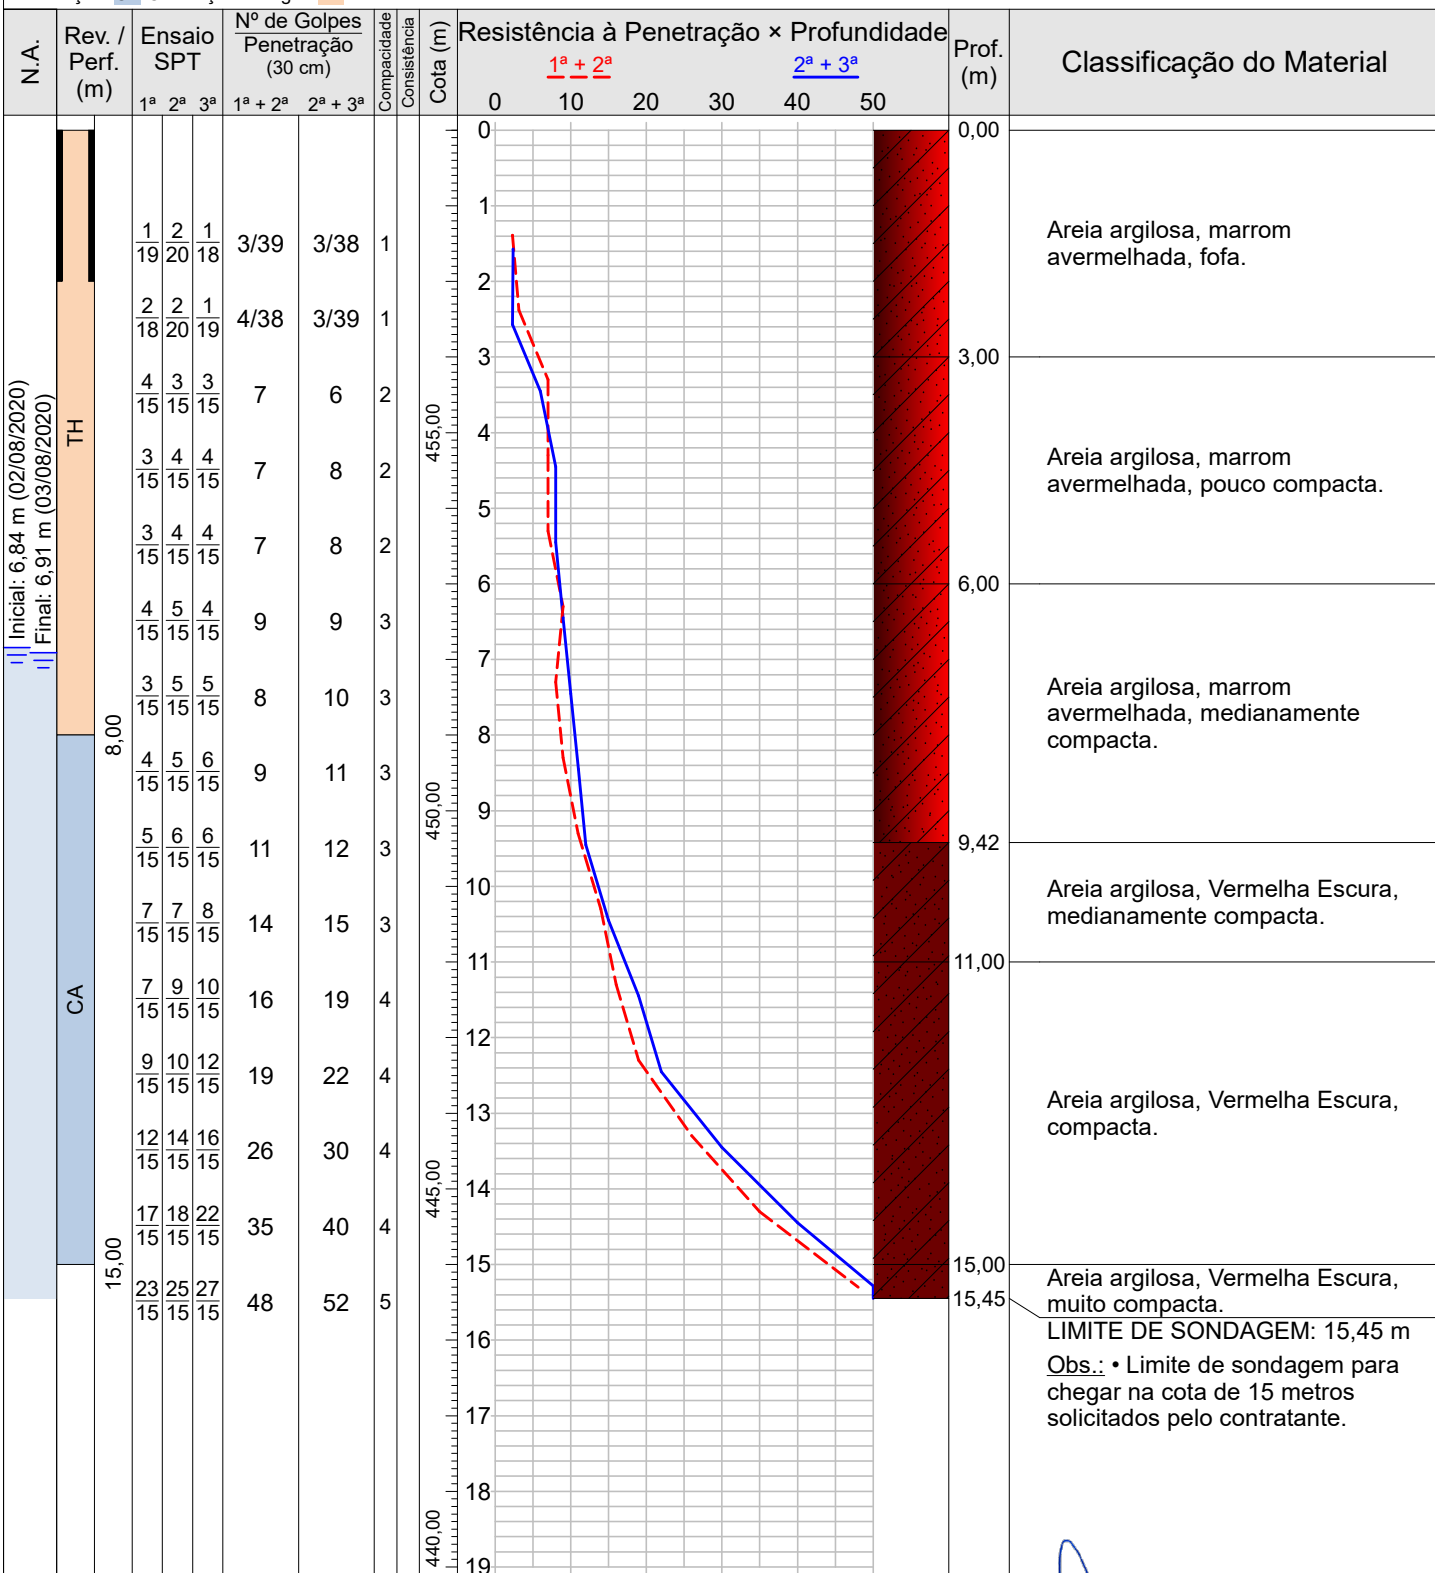 N.A.
Rev. / Perf. (m)
Ensaio SPT
1ª 2ª 3ª
Nº de Golpes
Penetração
(30 cm)
1ª + 2ª 2ª + 3ª
Compacidade
Consistência
Cota (m)
Resistência à Penetração × Profundidade
1ª + 2ª 2ª + 3ª
0 10 20 30 40 50
Prof. (m)
Classificação do Material
Inicial: 6,84 m (02/08/2020)
Final: 6,91 m (03/08/2020)
TH
8,00
CA
15,00
1/19 2/20 1/18 3/39 3/38 1
2/18 2/20 1/19 4/38 3/39 1
4/15 3/15 3/15 7 6 2
3/15 4/15 4/15 7 8 2
3/15 4/15 4/15 7 8 2
4/15 5/15 4/15 9 9 3
3/15 5/15 5/15 8 10 3
4/15 5/15 6/15 9 11 3
5/15 6/15 6/15 11 12 3
7/15 7/15 8/15 14 15 3
7/15 9/15 10/15 16 19 4
9/15 10/15 12/15 19 22 4
12/15 14/15 16/15 26 30 4
17/15 18/15 22/15 35 40 4
23/15 25/15 27/15 48 52 5
455,00
450,00
445,00
440,00
0
1
2
3
4
5
6
7
8
9
10
11
12
13
14
15
16
17
18
19
0,00
Areia argilosa, marrom
avermelhada, fofa.
3,00
Areia argilosa, marrom
avermelhada, pouco compacta.
6,00
Areia argilosa, marrom
avermelhada, medianamente
compacta.
9,42
Areia argilosa, Vermelha Escura,
medianamente compacta.
11,00
Areia argilosa, Vermelha Escura,
compacta.
15,00
Areia argilosa, Vermelha Escura,
muito compacta.
15,45
LIMITE DE SONDAGEM: 15,45 m
Obs.: • Limite de sondagem para
chegar na cota de 15 metros
solicitados pelo contratante.